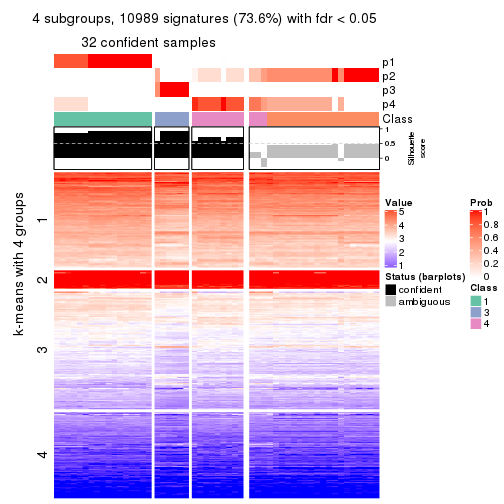 4 subgroups, 10989 signatures (73.6%) with fdr < 0.05
32 confident samples
p1
p2
p3
p4
Class
1
0.5
0
Silhouette
score
k-means with 4 groups
1
2
3
4
Value
5
4
3
2
1
Status (barplots)
confident
ambiguous
Prob
1
0.8
0.6
0.4
0.2
0
Class
1
3
4